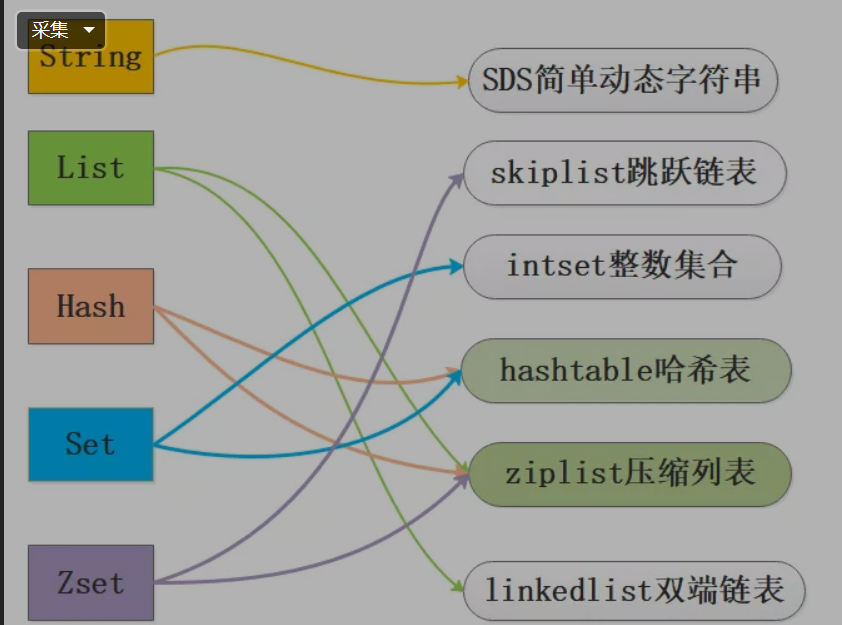 采集
String
SDS简单动态字符串
skiplist跳跃链表
List
intset整数集合
Hash
hashtable哈希表
Set
ziplist压缩列表
Zset
linkedlist双端链表